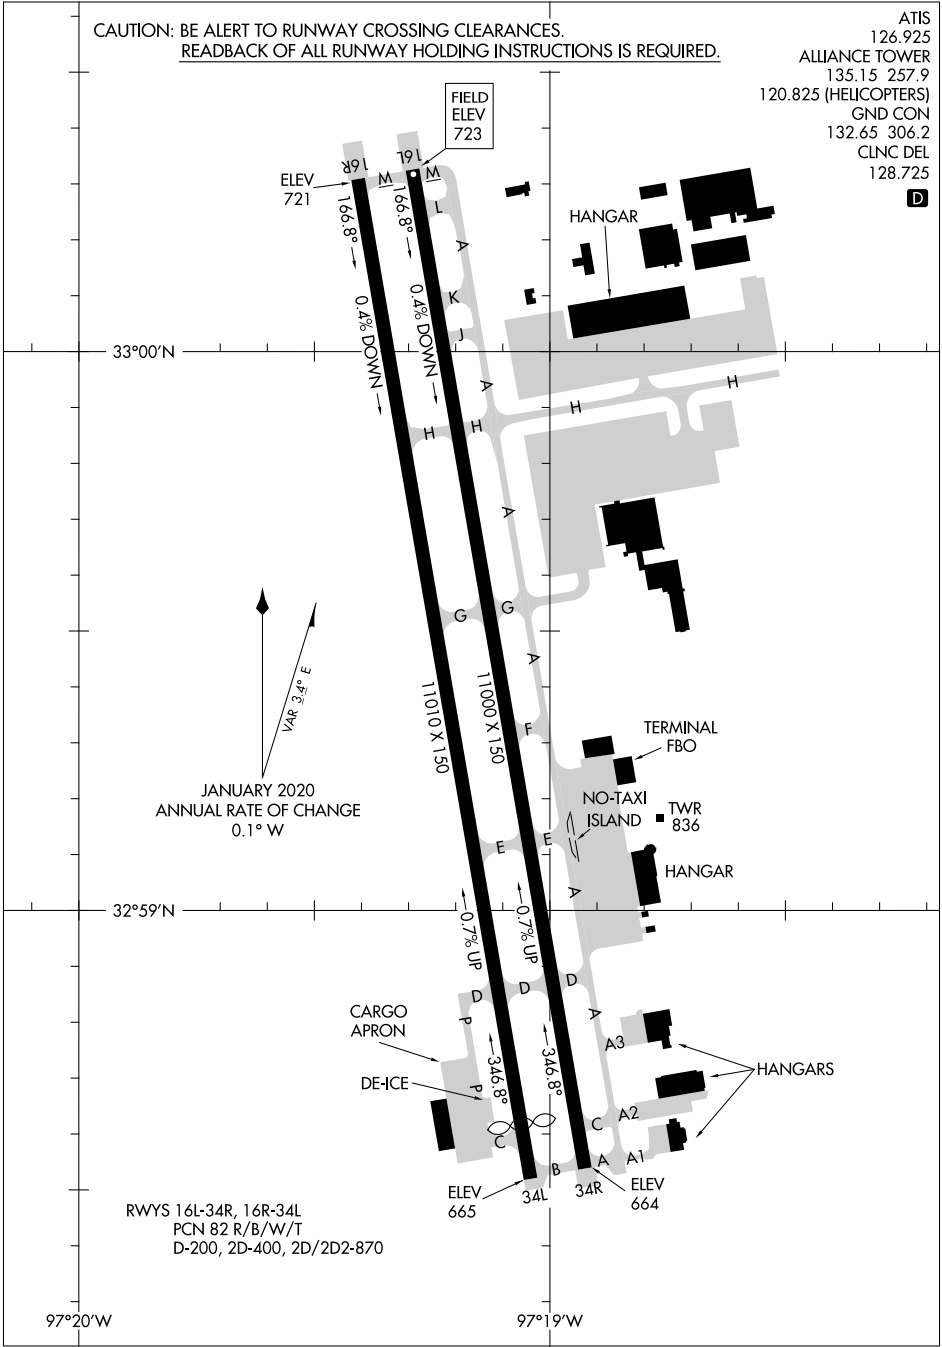 CAUTION: BE ALERT TO RUNWAY CROSSING CLEARANCES.
READBACK OF ALL RUNWAY HOLDING INSTRUCTIONS IS REQUIRED.
ATIS
126.925
ALLIANCE TOWER
135.15 257.9
120.825 (HELICOPTERS)
GND CON
132.65 306.2
CLNC DEL
128.725
D
FIELD
ELEV
723
16R
16L
ELEV
721
W
W
166.8°
166.8°
L
A
HANGAR
K
J
0.4% DOWN
0.4% DOWN
33°00'N
A
H
H
H
H
A
G
G
A
VAR 3.4° E
11010 X 150
11000 X 150
F
TERMINAL
FBO
JANUARY 2020
ANNUAL RATE OF CHANGE
0.1° W
NO-TAXI
ISLAND
TWR
836
E
E
HANGAR
A
32°59'N
0.7% UP
0.7% UP
D
D
D
CARGO
APRON
P
A
A3
346.8°
346.8°
HANGARS
DE-ICE
P
C
A2
C
B
A
A1
ELEV
665
34L
34R
ELEV
664
RWYS 16L-34R, 16R-34L
PCN 82 R/B/W/T
D-200, 2D-400, 2D/2D2-870
97°20'W
97°19'W